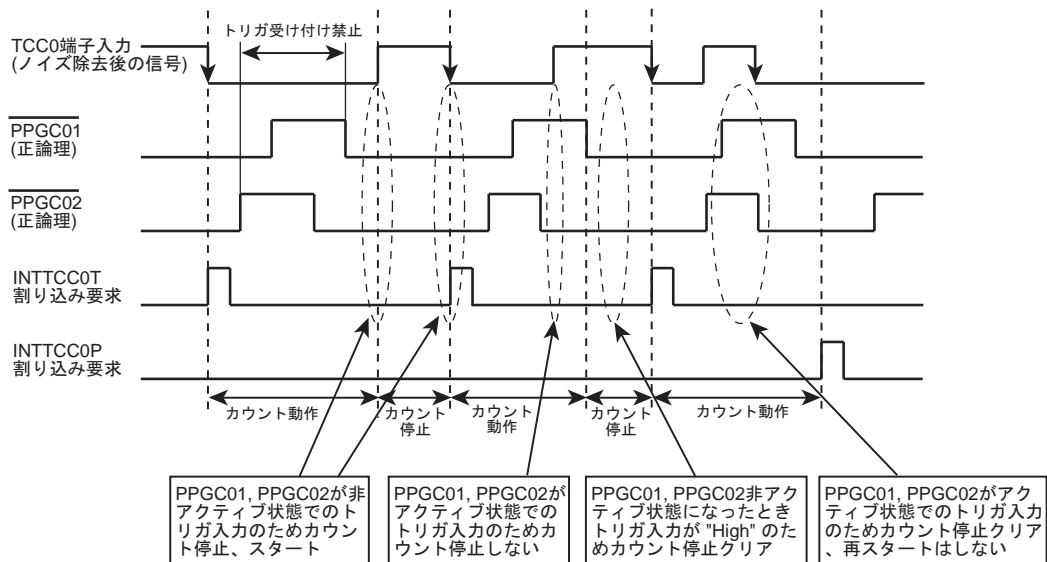 トリガ受け付け禁止
TCC0端子入力
(ノイズ除去後の信号)
PPGC01
(正論理)
PPGC02
(正論理)
INTTCC0T
割り込み要求
INTTCC0P
割り込み要求
カウント動作
カウント
停止
カウント
動作
カウント
停止
カウント動作
PPGC01, PPGC02が非
アクティブ状態でのト
リガ入力のためカウン
ト停止、スタート
PPGC01, PPGC02が
アクティブ状態での
トリガ入力のためカ
ウント停止しない
PPGC01, PPGC02非アク
ティブ状態になったとき
トリガ入力が "High" のた
めカウント停止クリア
PPGC01, PPGC02がアク
ティブ状態でのトリガ入力
のためカウント停止クリア
、再スタートはしない